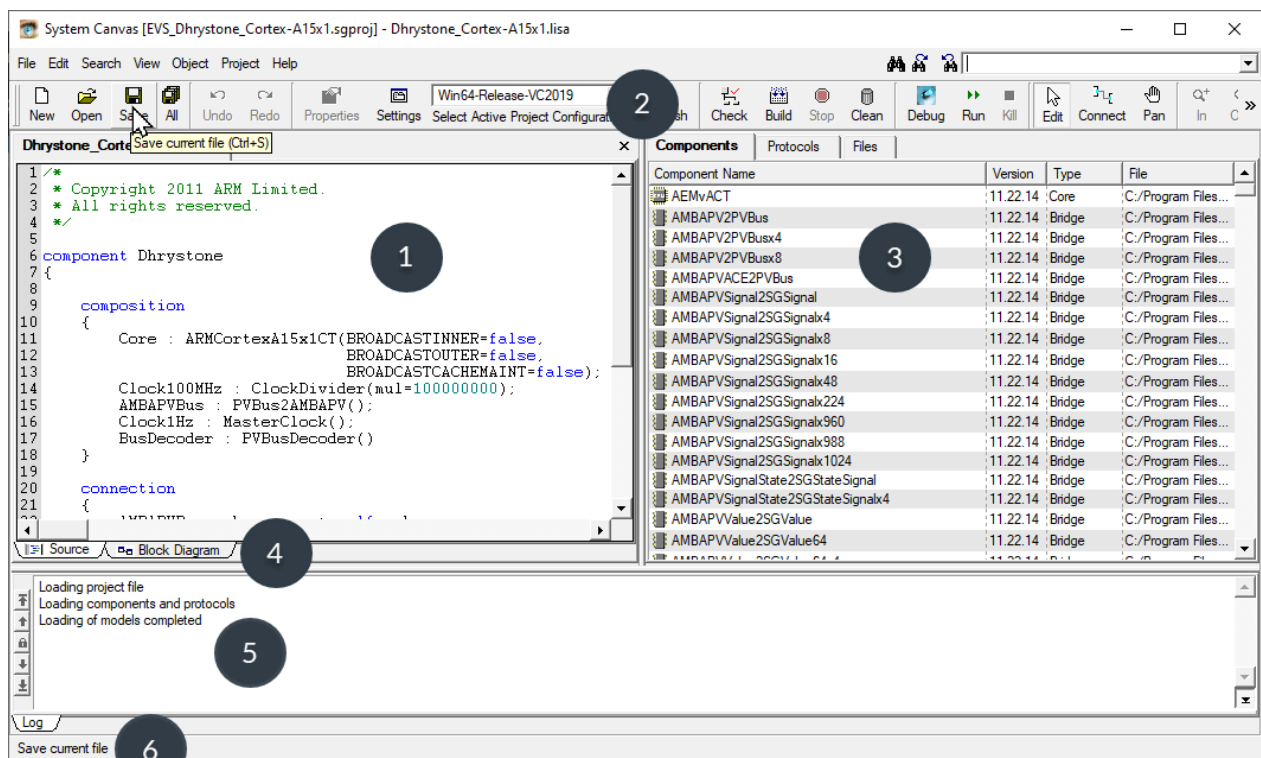 System Canvas [EVS_Dhrystone_Cortex-A15x1.sgproj] - Dhrystone_Cortex-A15x1.lisa
File Edit Search View Object Project Help
New Open Save All Undo Redo Properties Settings Win64-Release-VC2019 Select Active Project 2 Check Build Stop Clean Debug Run Kill Edit Connect Pan In
Save current file (Ctrl+S)
1 /*
2 * Copyright 2011 ARM Limited.
3 * All rights reserved.
4 */
5
6 component Dhrystone
7 {
8
9 composition
10 {
11 Core : ARMCortexA15x1CT(BROADCASTINNER=false,
12 BROADCASTOUTER=false,
13 BROADCASTCACHEMAINT=false);
14 Clock100MHz : ClockDivider(mul=100000000);
15 AMBAPVBus : PVBus2AMBAPV();
16 Clock1Hz : MasterClock();
17 BusDecoder : PVBusDecoder()
18 }
19
20 connection
21 {
1
Source Block Diagram
4
Components Protocols Files
Component Name Version Type File
AEMvACT 11.22.14 Core C:/Program Files...
AMBAPV2PVBus 11.22.14 Bridge C:/Program Files...
AMBAPV2PVBusx4 11.22.14 Bridge C:/Program Files...
AMBAPV2PVBusx8 11.22.14 Bridge C:/Program Files...
AMBAPVACE2PVBus 11.22.14 Bridge C:/Program Files...
AMBAPVSignal2SGSignal 11.22.14 Bridge C:/Program Files...
AMBAPVSignal2SGSignalx4 11.22.14 Bridge C:/Program Files...
AMBAPVSignal2SGSignalx8 11.22.14 Bridge C:/Program Files...
AMBAPVSignal2SGSignalx16 11.22.14 Bridge C:/Program Files...
AMBAPVSignal2SGSignalx48 11.22.14 Bridge C:/Program Files...
AMBAPVSignal2SGSignalx224 11.22.14 Bridge C:/Program Files...
AMBAPVSignal2SGSignalx960 11.22.14 Bridge C:/Program Files...
AMBAPVSignal2SGSignalx988 11.22.14 Bridge C:/Program Files...
AMBAPVSignal2SGSignalx1024 11.22.14 Bridge C:/Program Files...
AMBAPVSignalState2SGStateSignal 11.22.14 Bridge C:/Program Files...
AMBAPVSignalState2SGStateSignalx4 11.22.14 Bridge C:/Program Files...
AMBAPVValue2SGValue 11.22.14 Bridge C:/Program Files...
AMBAPVValue2SGValue64 11.22.14 Bridge C:/Program Files...
3
Loading project file
Loading components and protocols
Loading of models completed
5
Log
Save current file
6